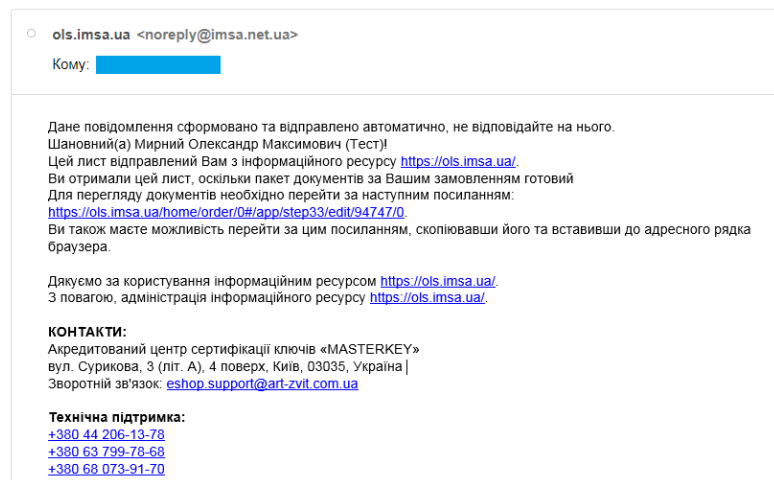 ols.imsa.ua <noreply@imsa.net.ua>
Кому:
Дане повідомлення сформовано та відправлено автоматично, не відповідайте на нього.
Шановний(а) Мирний Олександр Максимович (Тест)!
Цей лист відправлений Вам з інформаційного ресурсу https://ols.imsa.ua/.
Ви отримали цей лист, оскільки пакет документів за Вашим замовленням готовий
Для перегляду документів необхідно перейти за наступним посиланням:
https://ols.imsa.ua/home/order/0#/app/step33/edit/94747/0.
Ви також маєте можливість перейти за цим посиланням, скопіювавши його та вставивши до адресного рядка
браузера.
Дякуємо за користування інформаційним ресурсом https://ols.imsa.ua/.
З повагою, адміністрація інформаційного ресурсу https://ols.imsa.ua/.
КОНТАКТИ:
Акредитований центр сертифікації ключів «MASTERKEY»
вул. Сурикова, 3 (літ. А), 4 поверх, Київ, 03035, Україна
Зворотній зв'язок: eshop.support@art-zvit.com.ua
Технічна підтримка:
+380 44 206-13-78
+380 63 799-78-68
+380 68 073-91-70